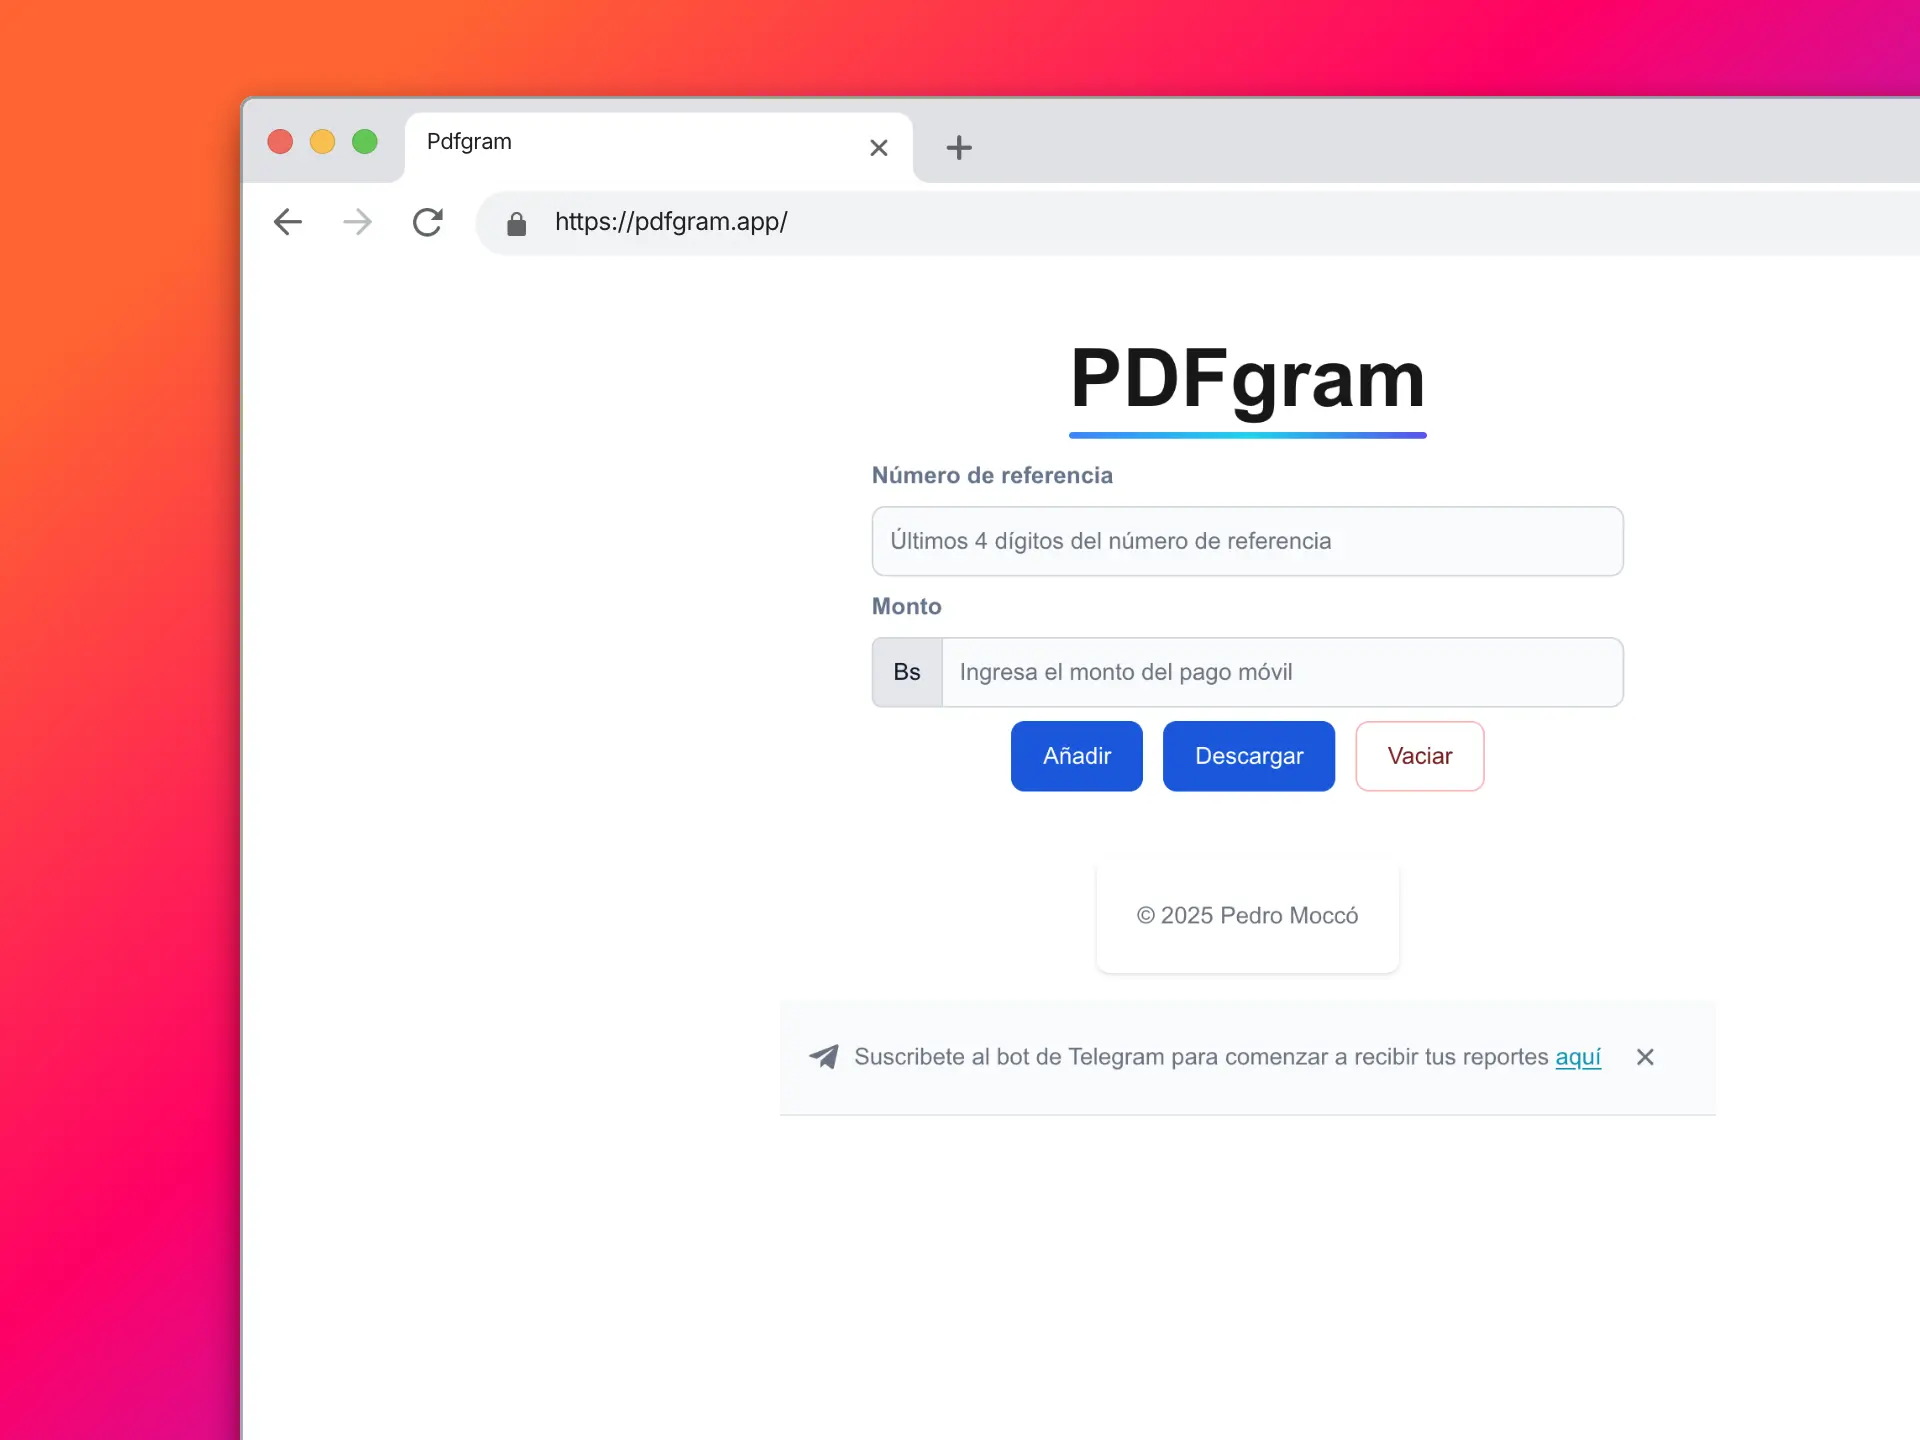 Pdfgram
https://pdfgram.app/
PDFgram
Número de referencia
Últimos 4 dígitos del número de referencia
Monto
Bs Ingresa el monto del pago móvil
Añadir Descargar Vaciar
© 2025 Pedro Moccó
Suscribete al bot de Telegram para comenzar a recibir tus reportes aquí